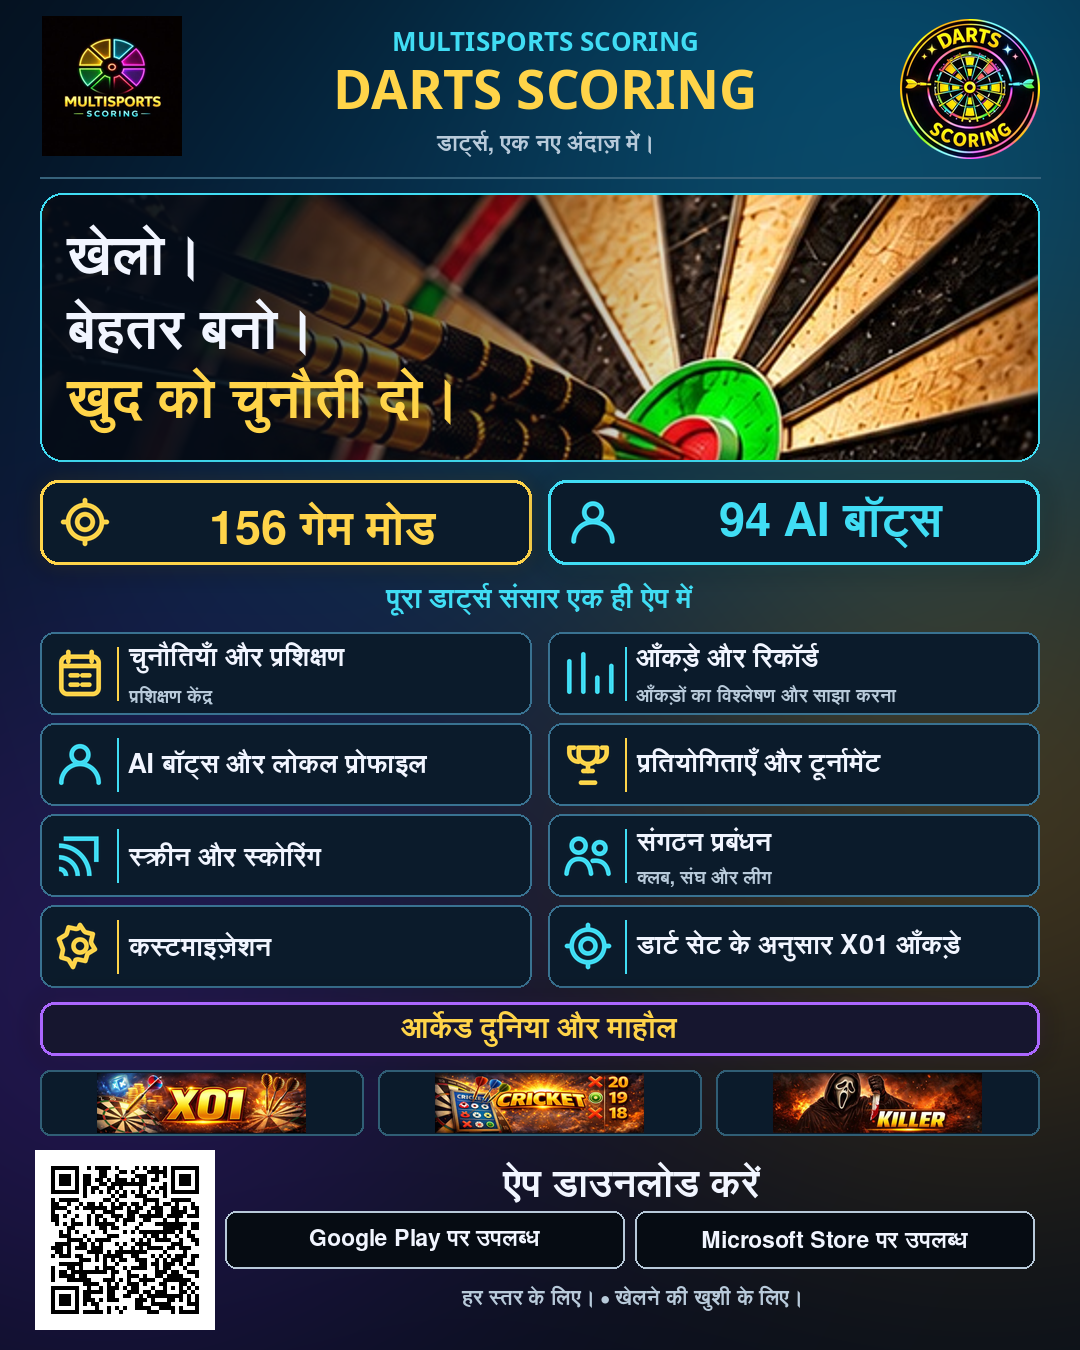 MULTISPORTS
SCORING
MULTISPORTS SCORING
DARTS SCORING
डार्ट्स, एक नए अंदाज़ में।
DARTS
SCORING
खेलो।
बेहतर बनो।
खुद को चुनौती दो।
156 गेम मोड
94 AI बॉट्स
पूरा डार्ट्स संसार एक ही ऐप में
चुनौतियाँ और प्रशिक्षण
प्रशिक्षण केंद्र
आँकड़े और रिकॉर्ड
आँकड़ों का विश्लेषण और साझा करना
AI बॉट्स और लोकल प्रोफाइल
प्रतियोगिताएँ और टूर्नामेंट
स्क्रीन और स्कोरिंग
संगठन प्रबंधन
क्लब, संघ और लीग
कस्टमाइज़ेशन
डार्ट सेट के अनुसार X01 आँकड़े
आर्केड दुनिया और माहौल
X01
CRICKET
CRICKET
20
19
18
KILLER
ऐप डाउनलोड करें
Google Play पर उपलब्ध
Microsoft Store पर उपलब्ध
हर स्तर के लिए। • खेलने की खुशी के लिए।